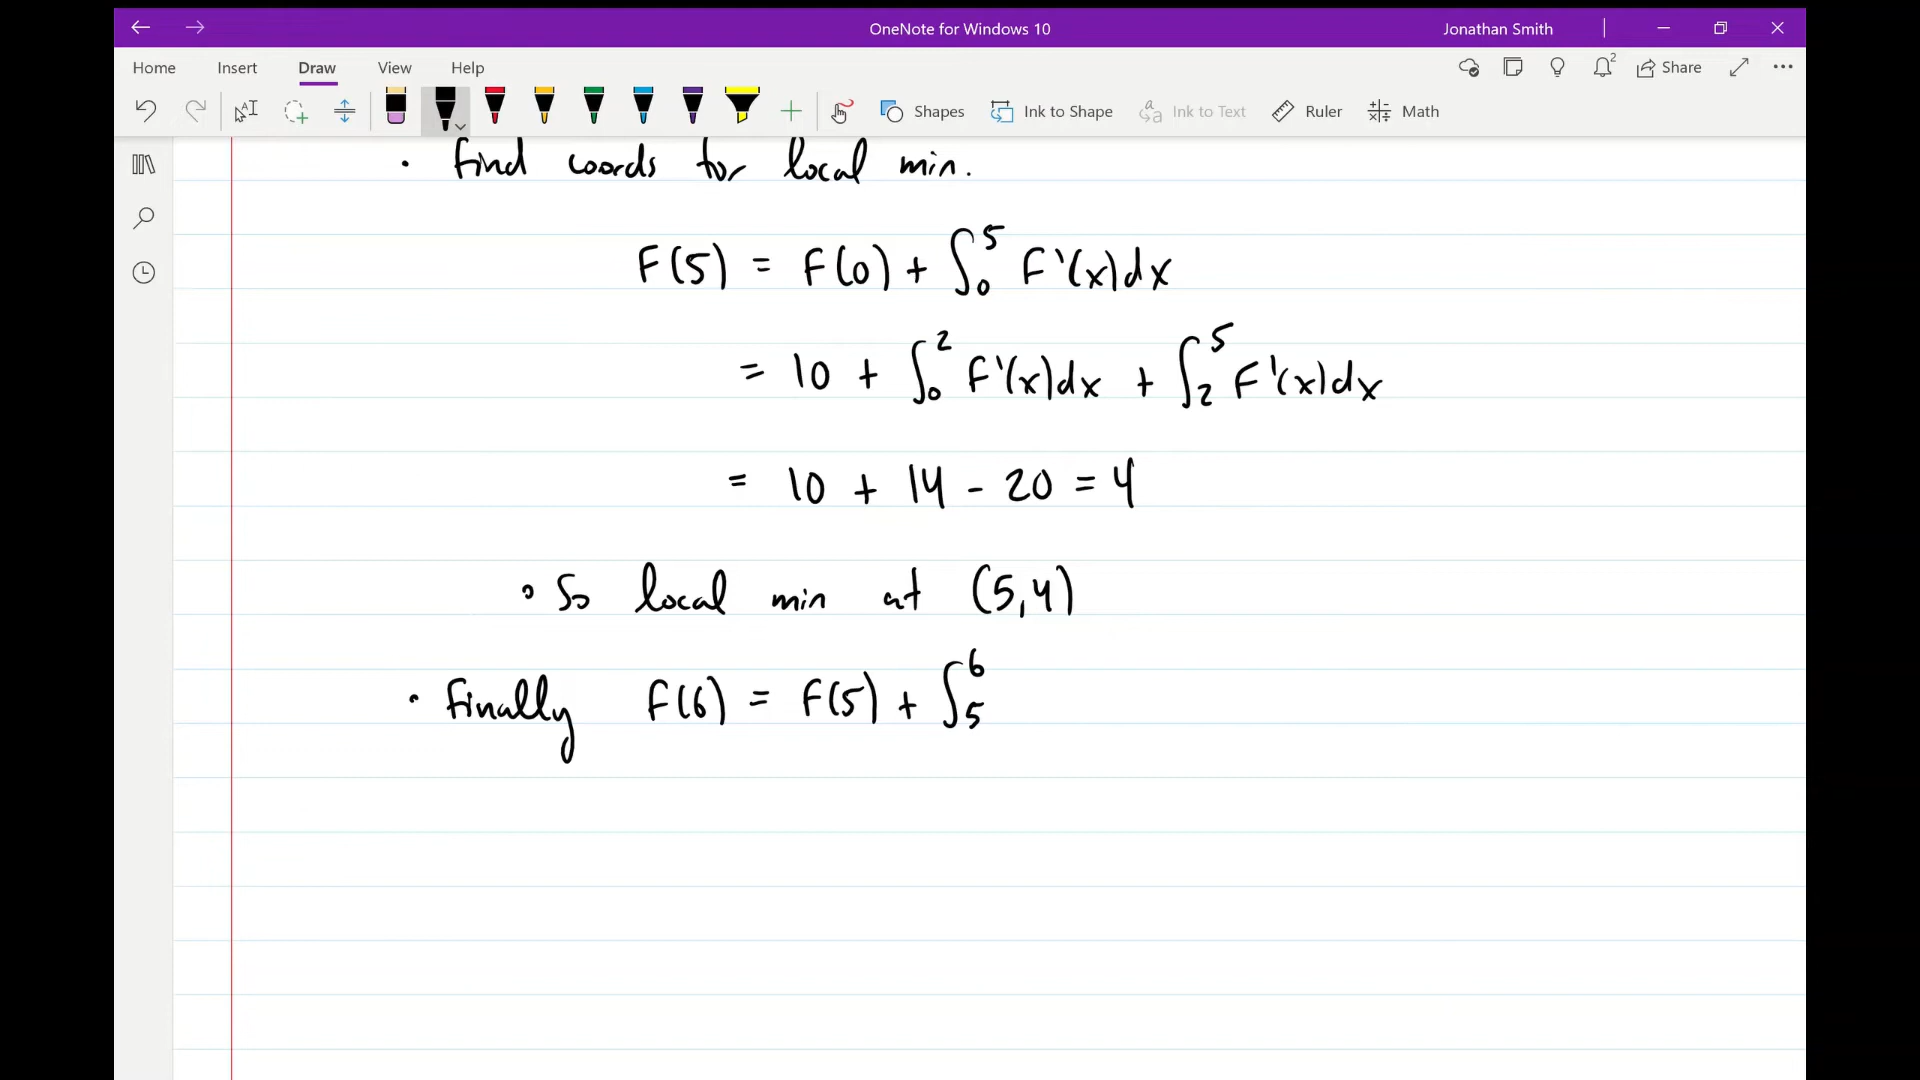 OneNote for Windows 10
Jonathan Smith
Home Insert Draw View Help
2
Share
Shapes Ink to Shape Ink to Text Ruler Math
• Find coords for local min.
F(5) = F(0) + ∫₀⁵ F'(x)dx
= 10 + ∫₀² F'(x)dx + ∫₂⁵ F'(x)dx
= 10 + 14 - 20 = 4
• So local min at (5,4)
• Finally F(6) = F(5) + ∫₅⁶